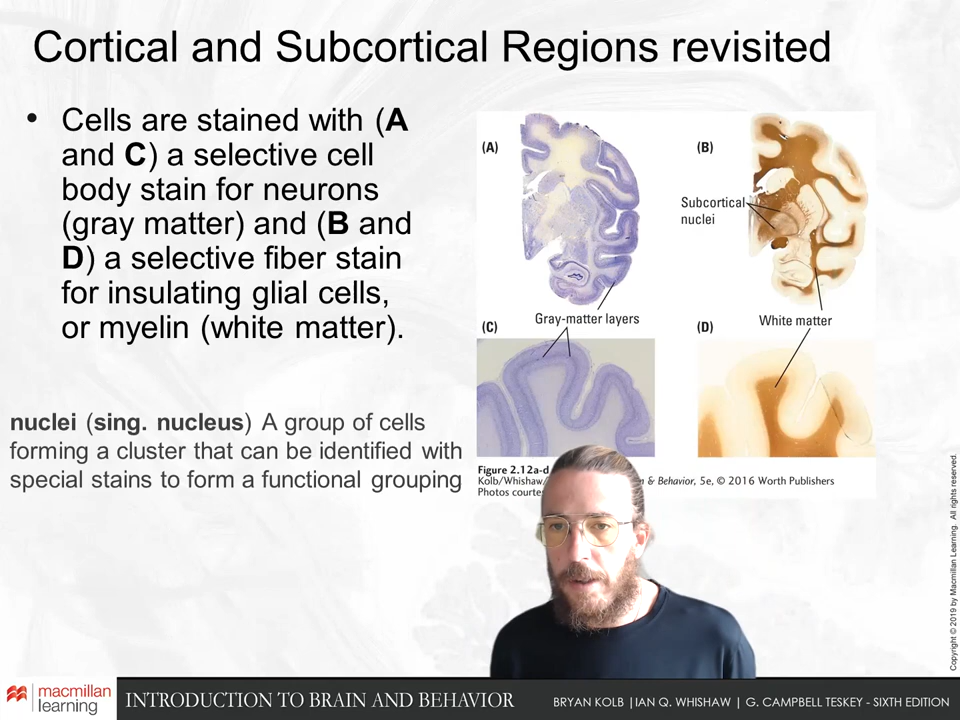 Cortical and Subcortical Regions revisited
• Cells are stained with (A
and C) a selective cell
body stain for neurons
(gray matter) and (B and
D) a selective fiber stain
for insulating glial cells,
or myelin (white matter).
nuclei (sing. nucleus) A group of cells
forming a cluster that can be identified with
special stains to form a functional grouping
(A)
(B)
Subcortical
nuclei
Gray-matter layers
White matter
(C)
(D)
Figure 2.12a-d
Kolb/Whishaw & Behavior, 5e, © 2016 Worth Publishers
Photos
Copyright © 2019 by Macmillan Learning. All rights reserved.
macmillan
learning
INTRODUCTION TO BRAIN AND BEHAVIOR
BRYAN KOLB |IAN Q. WHISHAW | G. CAMPBELL TESKEY - SIXTH EDITION